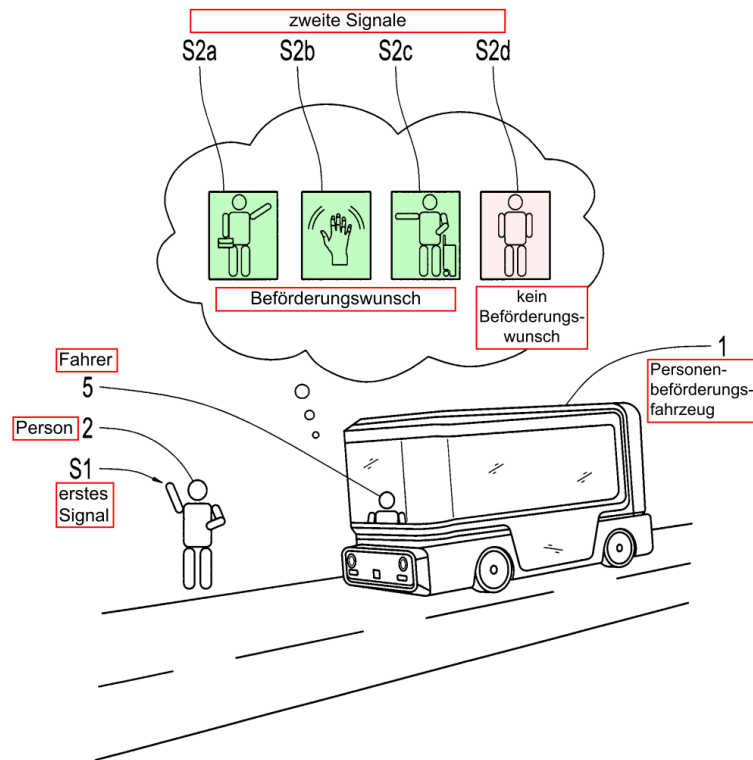 zweite Signale
S2a S2b S2c S2d
Beförderungswunsch
kein
Beförderungs-
wunsch
1
Personen-
beförderungs-
fahrzeug
Fahrer
5
Person 2
S1
erstes
Signal